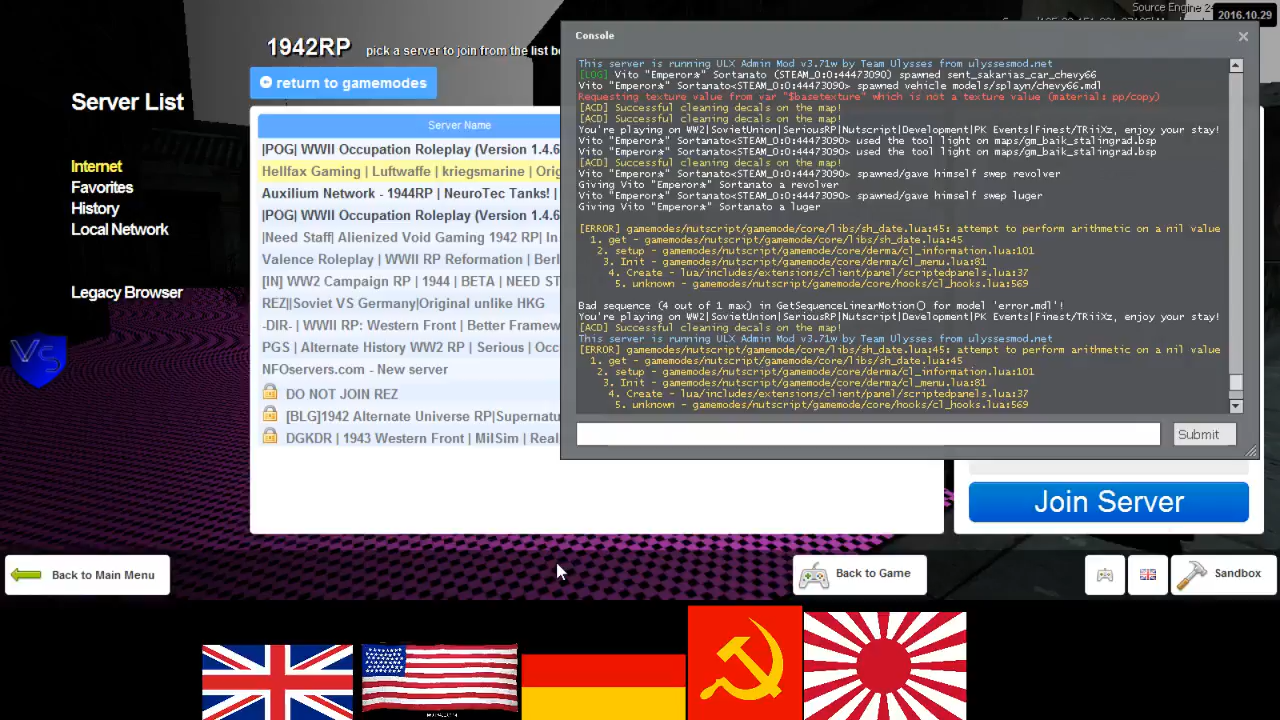 Source Engine 24
2016.10.29
1942RP pick a server to join from the list be
return to gamemodes
Server List
Internet
Favorites
History
Local Network
Legacy Browser
Server Name
|POG| WWII Occupation Roleplay (Version 1.4.6
Hellfax Gaming | Luftwaffe | kriegsmarine | Orig
Auxilium Network - 1944RP | NeuroTec Tanks! |
|POG| WWII Occupation Roleplay (Version 1.4.6
|Need Staff| Alienized Void Gaming 1942 RP| In
Valence Roleplay | WWII RP Reformation | Berl
[IN] WW2 Campaign RP | 1944 | BETA | NEED ST
REZ||Soviet VS Germany|Original unlike HKG
-DIR- | WWII RP: Western Front | Better Framew
PGS | Alternate History WW2 RP | Serious | Occ
NFOservers.com - New server
DO NOT JOIN REZ
[BLG]1942 Alternate Universe RP|Supernatu
DGKDR | 1943 Western Front | MilSim | Real
Console
This server is running ULX Admin Mod v3.71w by Team Ulysses from ulyssesmod.net
[LOG] Vito "Emperor*" Sortanato (STEAM_0:0:44473090) spawned sent_sakarias_car_chevy66
Vito "Emperor*" Sortanato<STEAM_0:0:44473090> spawned vehicle models/splayn/chevy66.mdl
Requesting texture value from var "$basetexture" which is not a texture value (material: pp/copy)
[ACD] Successful cleaning decals on the map!
[ACD] Successful cleaning decals on the map!
You're playing on WW2|SovietUnion|SeriousRP|Nutscript|Development|PK Events|Finest/TRiiXz, enjoy your stay!
Vito "Emperor*" Sortanato<STEAM_0:0:44473090> used the tool light on maps/gm_baik_stalingrad.bsp
Vito "Emperor*" Sortanato<STEAM_0:0:44473090> used the tool light on maps/gm_baik_stalingrad.bsp
[ACD] Successful cleaning decals on the map!
Vito "Emperor*" Sortanato<STEAM_0:0:44473090> spawned/gave himself swep revolver
Giving Vito "Emperor*" Sortanato a revolver
Vito "Emperor*" Sortanato<STEAM_0:0:44473090> spawned/gave himself swep luger
Giving Vito "Emperor*" Sortanato a luger
[ERROR] gamemodes/nutscript/gamemode/core/libs/sh_date.lua:45: attempt to perform arithmetic on a nil value
1. get - gamemodes/nutscript/gamemode/core/libs/sh_date.lua:45
2. setup - gamemodes/nutscript/gamemode/core/derma/cl_information.lua:101
3. Init - gamemodes/nutscript/gamemode/core/derma/cl_menu.lua:81
4. Create - lua/includes/extensions/client/panel/scriptedpanels.lua:37
5. unknown - gamemodes/nutscript/gamemode/core/hooks/cl_hooks.lua:569
Bad sequence (4 out of 1 max) in GetSequenceLinearMotion() for model 'error.mdl'!
You're playing on WW2|SovietUnion|SeriousRP|Nutscript|Development|PK Events|Finest/TRiiXz, enjoy your stay!
[ACD] Successful cleaning decals on the map!
This server is running ULX Admin Mod v3.71w by Team Ulysses from ulyssesmod.net
[ERROR] gamemodes/nutscript/gamemode/core/libs/sh_date.lua:45: attempt to perform arithmetic on a nil value
1. get - gamemodes/nutscript/gamemode/core/libs/sh_date.lua:45
2. setup - gamemodes/nutscript/gamemode/core/derma/cl_information.lua:101
3. Init - gamemodes/nutscript/gamemode/core/derma/cl_menu.lua:81
4. Create - lua/includes/extensions/client/panel/scriptedpanels.lua:37
5. unknown - gamemodes/nutscript/gamemode/core/hooks/cl_hooks.lua:569
Submit
Join Server
Back to Main Menu
Back to Game
Sandbox
VS